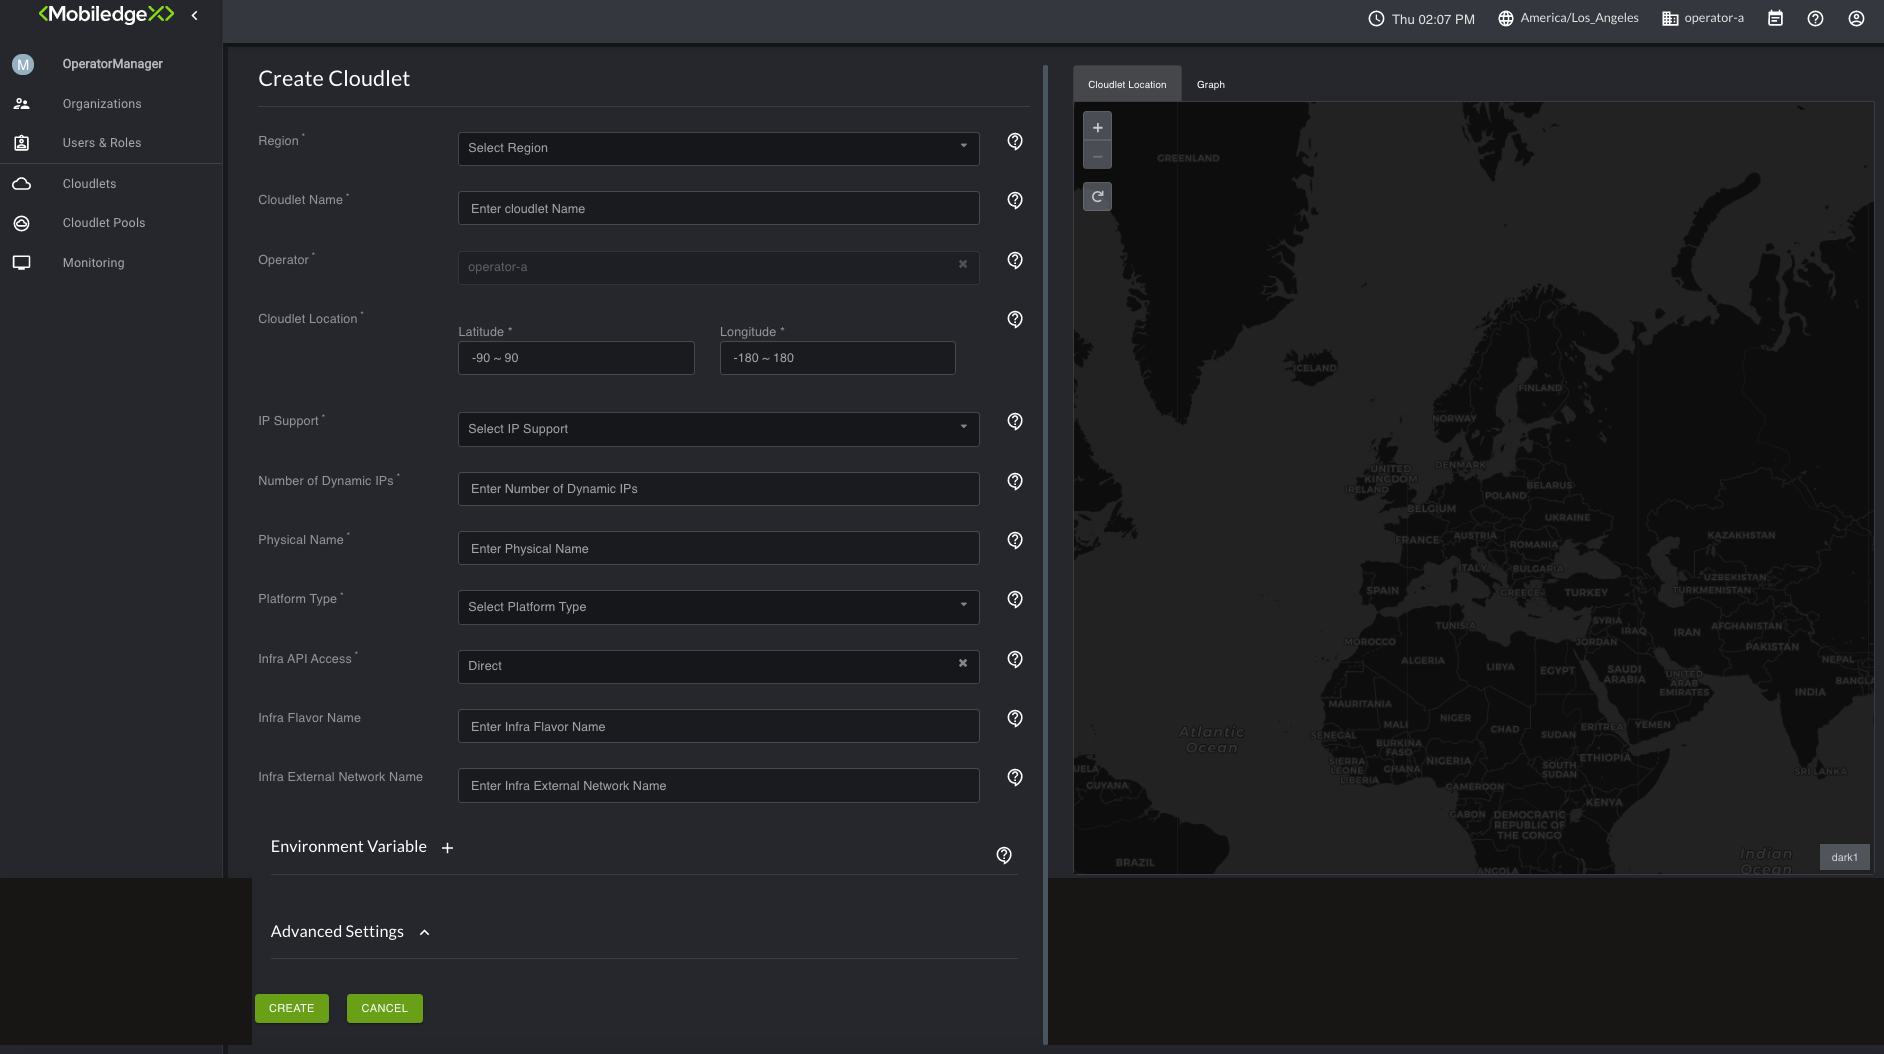 <MobiledgeX>
Thu 02:07 PM
America/Los_Angeles
operator-a
M
OperatorManager
Organizations
Users & Roles
Cloudlets
Cloudlet Pools
Monitoring
Create Cloudlet
Region *
Select Region
Cloudlet Name *
Enter cloudlet Name
Operator *
operator-a
Cloudlet Location *
Latitude *
-90 ~ 90
Longitude *
-180 ~ 180
IP Support *
Select IP Support
Number of Dynamic IPs *
Enter Number of Dynamic IPs
Physical Name *
Enter Physical Name
Platform Type *
Select Platform Type
Infra API Access *
Direct
Infra Flavor Name
Enter Infra Flavor Name
Infra External Network Name
Enter Infra External Network Name
Environment Variable +
Advanced Settings
CREATE
CANCEL
Cloudlet Location
Graph
+
−
GREENLAND
ICELAND
FINLAND
NORWAY
UNITED
KINGDOM
DENMARK
IRELAND
BELARUS
POLAND
BELGIUM
UKRAINE
FRANCE
AUSTRIA
ROMANIA
KAZAKHSTAN
ITALY
BULGARIA
UZBEKISTAN
SPAIN
GREECE
TURKEY
TURKMENISTAN
TUNISIA
SYRIA
IRAQ
IRAN
AFGHANISTAN
MOROCCO
JORDAN
PAKISTAN
ALGERIA
LIBYA
EGYPT
SAUDI
ARABIA
UNITED
ARAB
EMIRATES
NEPAL
BANGLA
INDIA
MAURITANIA
MALI
NIGER
CHAD
SUDAN
ERITREA
YEMEN
Atlantic
Ocean
SENEGAL
BURKINA
FASO
SIERRA
LEONE
LIBERIA
GHANA
NIGERIA
SOUTH
SUDAN
ETHIOPIA
SRI LANKA
UELA
GUYANA
CAMEROON
KENYA
GABON
DEMOCRATIC
REPUBLIC OF
THE CONGO
BRAZIL
ANGOLA
Indian
Ocean
dark1